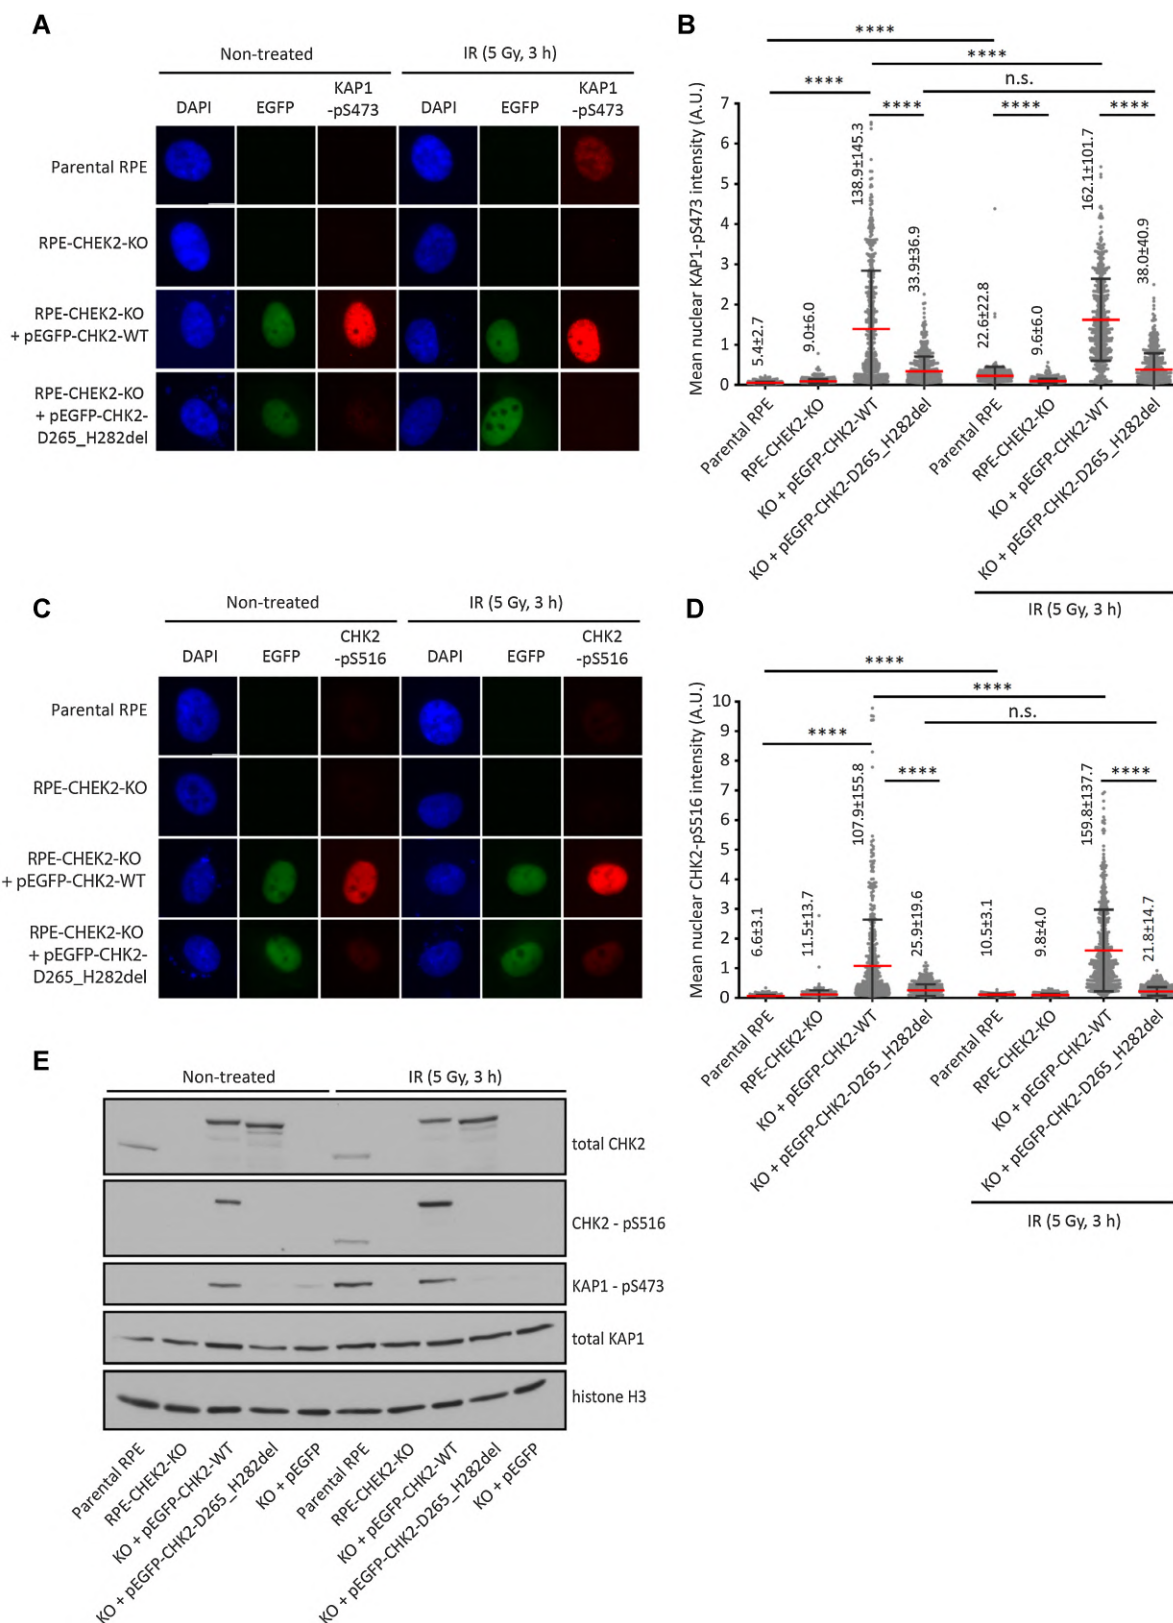 A
Non-treated
IR (5 Gy, 3 h)
DAPI
EGFP
KAP1
-pS473
DAPI
EGFP
KAP1
-pS473
Parental RPE
RPE-CHEK2-KO
RPE-CHEK2-KO
+ pEGFP-CHK2-WT
RPE-CHEK2-KO
+ pEGFP-CHK2-
D265_H282del
B
****
****
n.s.
****
****
****
****
Mean nuclear KAP1-pS473 intensity (A.U.)
7
6
5
4
3
2
1
0
5.4±2.7
9.0±6.0
138.9±145.3
33.9±36.9
22.6±22.8
9.6±6.0
162.1±101.7
38.0±40.9
Parental RPE
RPE-CHEK2-KO
KO + pEGFP-CHK2-WT
KO + pEGFP-CHK2-D265_H282del
Parental RPE
RPE-CHEK2-KO
KO + pEGFP-CHK2-WT
KO + pEGFP-CHK2-D265_H282del
IR (5 Gy, 3 h)
C
Non-treated
IR (5 Gy, 3 h)
DAPI
EGFP
CHK2
-pS516
DAPI
EGFP
CHK2
-pS516
Parental RPE
RPE-CHEK2-KO
RPE-CHEK2-KO
+ pEGFP-CHK2-WT
RPE-CHEK2-KO
+ pEGFP-CHK2-
D265_H282del
D
****
****
n.s.
****
****
****
Mean nuclear CHK2-pS516 intensity (A.U.)
10
9
8
7
6
5
4
3
2
1
0
6.6±3.1
11.5±13.7
107.9±155.8
25.9±19.6
10.5±3.1
9.8±4.0
159.8±137.7
21.8±14.7
Parental RPE
RPE-CHEK2-KO
KO + pEGFP-CHK2-WT
KO + pEGFP-CHK2-D265_H282del
Parental RPE
RPE-CHEK2-KO
KO + pEGFP-CHK2-WT
KO + pEGFP-CHK2-D265_H282del
IR (5 Gy, 3 h)
E
Non-treated
IR (5 Gy, 3 h)
total CHK2
CHK2 - pS516
KAP1 - pS473
total KAP1
histone H3
Parental RPE
RPE-CHEK2-KO
KO + pEGFP-CHK2-WT
KO + pEGFP-CHK2-D265_H282del
KO + pEGFP
Parental RPE
RPE-CHEK2-KO
KO + pEGFP-CHK2-WT
KO + pEGFP-CHK2-D265_H282del
KO + pEGFP